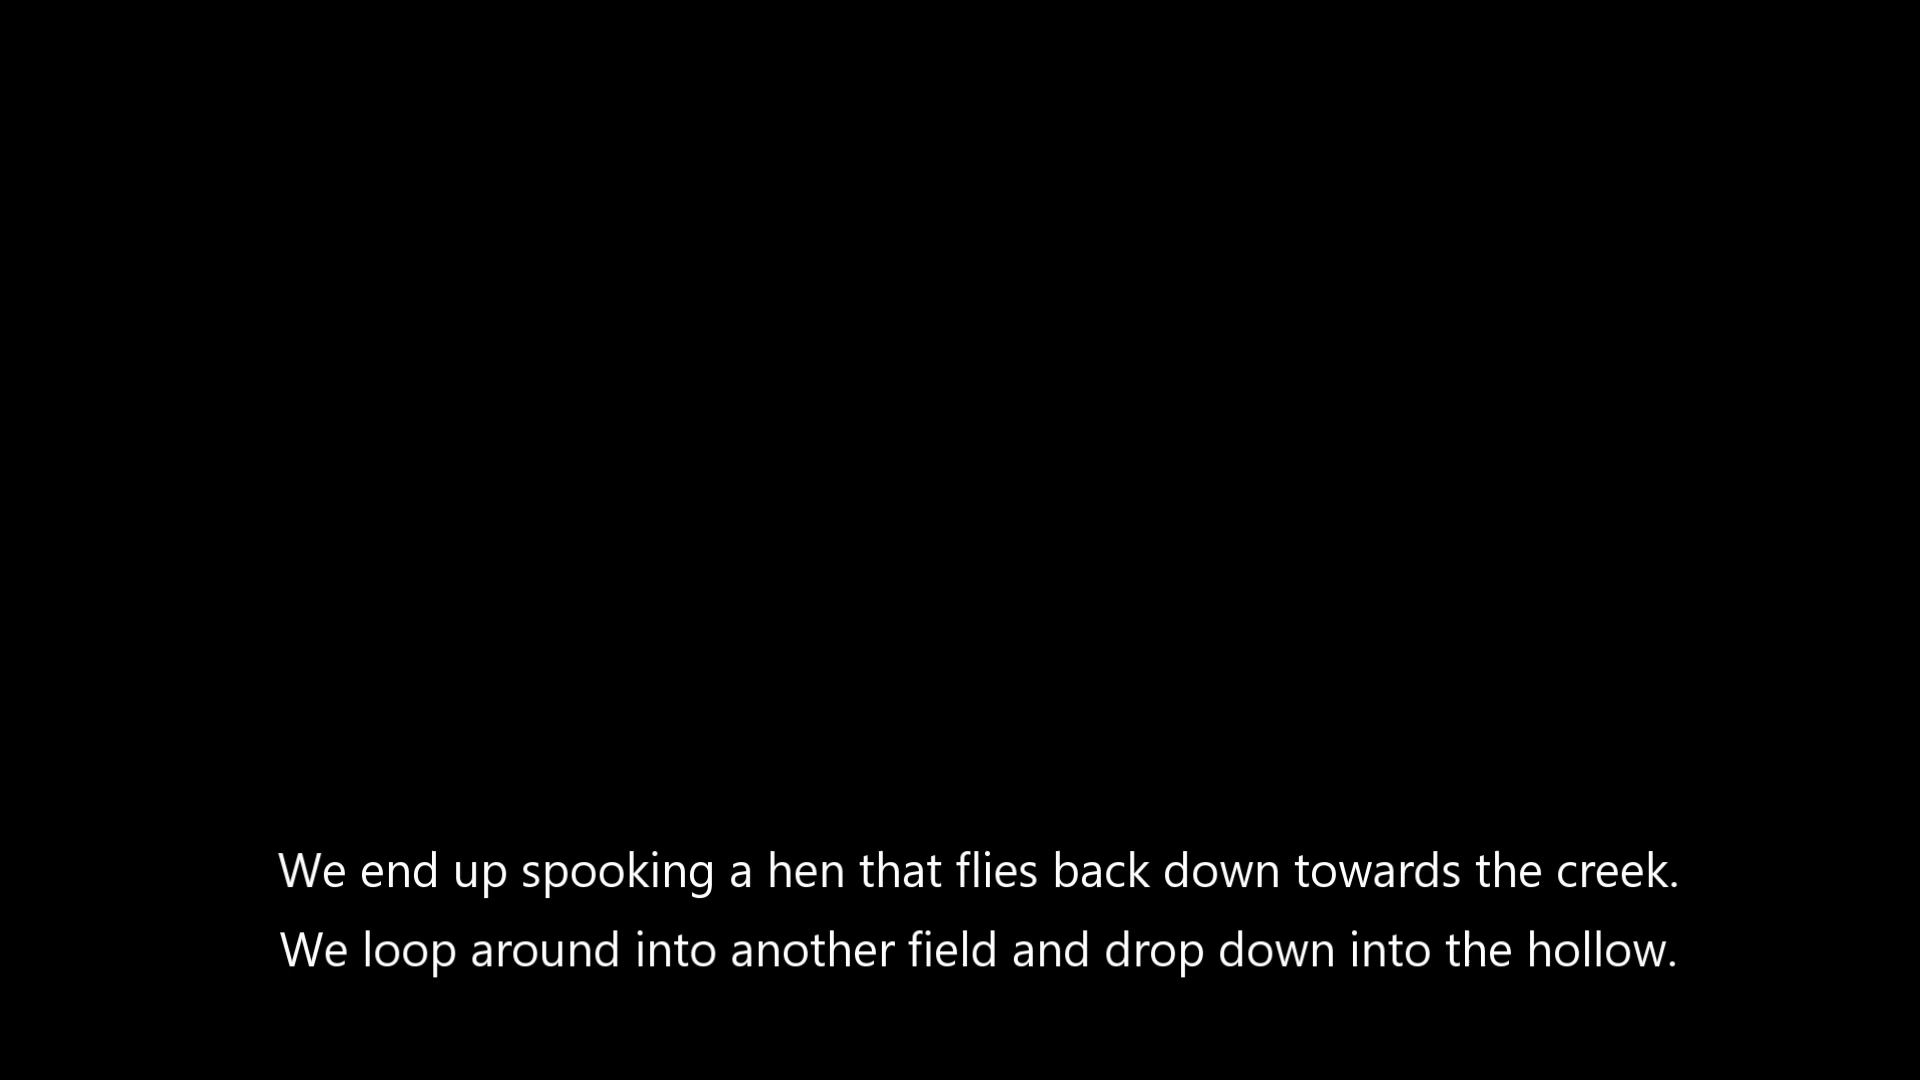 We end up spooking a hen that flies back down towards the creek.
We loop around into another field and drop down into the hollow.